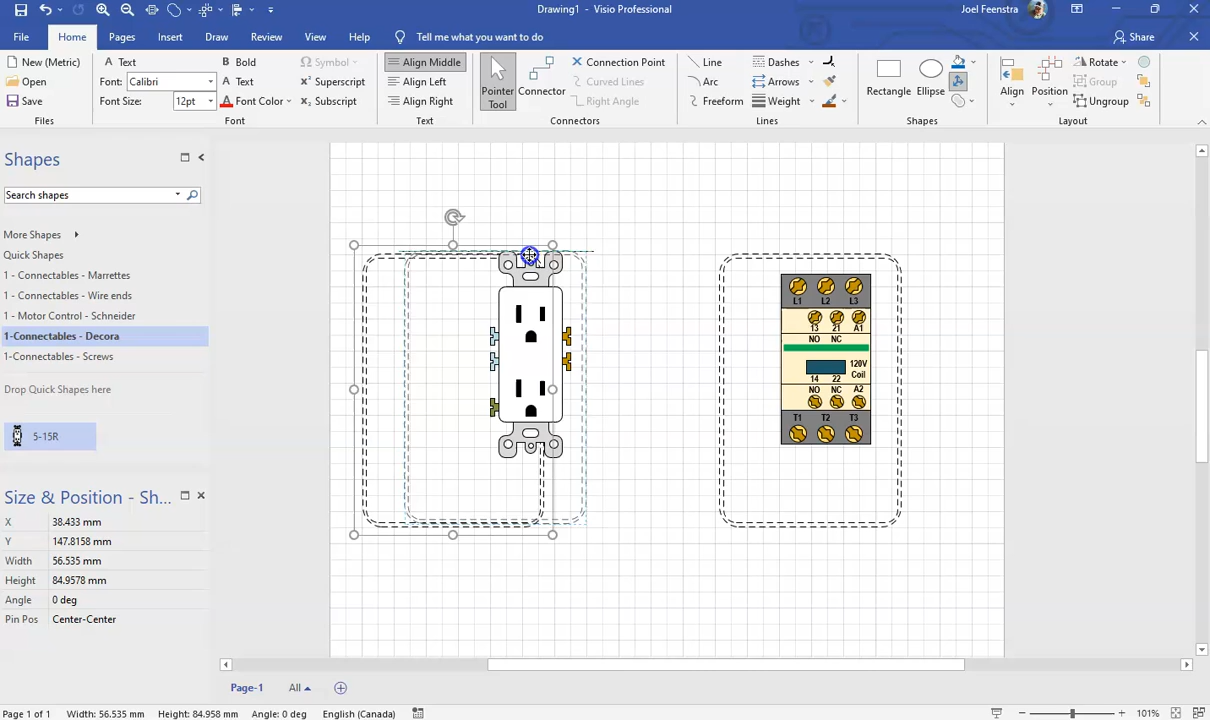 Drawing1 - Visio Professional
Joel Feenstra
File Home Pages Insert Draw Review View Help Tell me what you want to do Share
New (Metric) Text Bold Symbol Superscript Align Middle Pointer Tool Connector Connection Point Line Dashes Rectangle Ellipse Align Position Rotate
Open Font: Calibri Text Superscript Align Left Curved Lines Arc Arrows Group
Save Font Size: 12pt Font Color Subscript Align Right Right Angle Freeform Weight Ungroup
Files Font Text Connectors Lines Shapes Layout
Shapes
Search shapes
More Shapes
Quick Shapes
1 - Connectables - Marrettes
1 - Connectables - Wire ends
1 - Motor Control - Schneider
1-Connectables - Decora
1-Connectables - Screws
Drop Quick Shapes here
5-15R
Size & Position - Sh...
X 38.433 mm
Y 147.8158 mm
Width 56.535 mm
Height 84.9578 mm
Angle 0 deg
Pin Pos Center-Center
L1 L2 L3
13 21 A1
NO NC
120V
Coil
14 22
NO NC A2
T1 T2 T3
Page-1 All
Page 1 of 1 Width: 56.535 mm Height: 84.958 mm Angle: 0 deg English (Canada) 101%